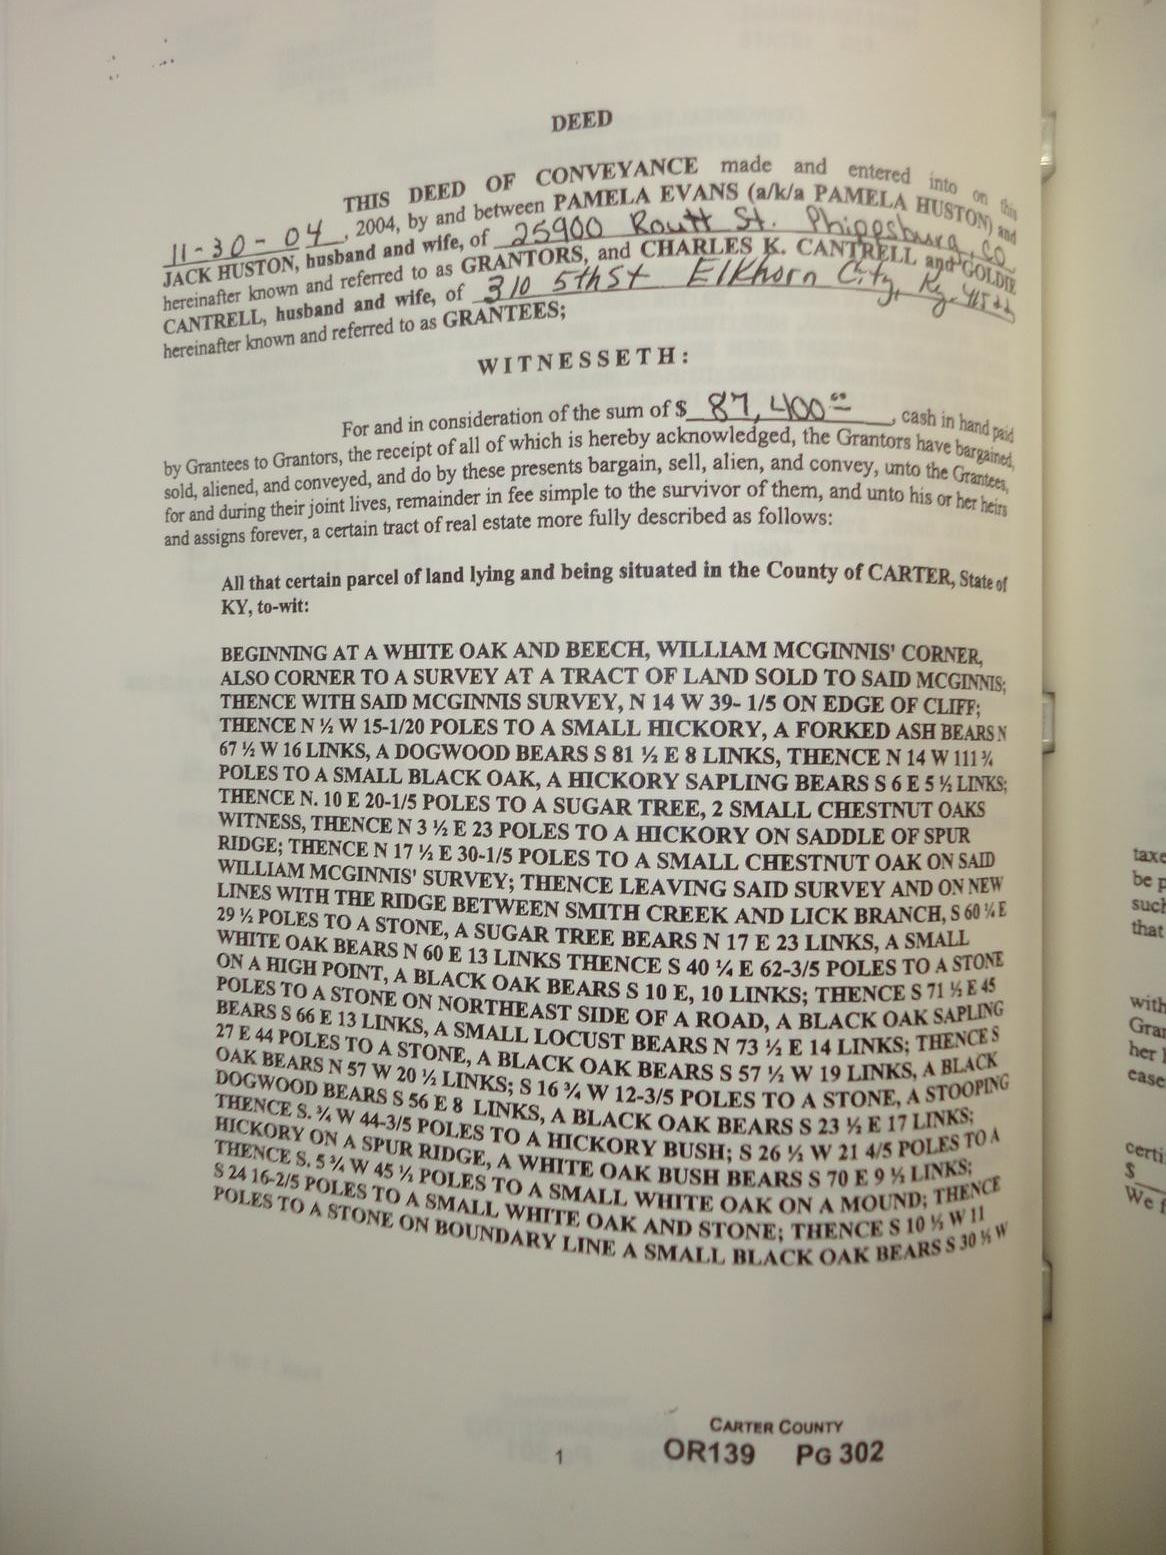 DEED
THIS DEED OF CONVEYANCE made and entered into on this
11-30-04, 2004, by and between PAMELA EVANS (a/k/a PAMELA HUSTON) and
JACK HUSTON, husband and wife, of 25900 Routt St. Phippsburg, CO
hereinafter known and referred to as GRANTORS, and CHARLES K. CANTRELL and GOLDIE
CANTRELL, husband and wife, of 310 5th St Elkhorn City, Ky.
hereinafter known and referred to as GRANTEES;
WITNESSETH:
For and in consideration of the sum of $ 87,400.00, cash in hand paid
by Grantees to Grantors, the receipt of all of which is hereby acknowledged, the Grantors have bargained,
sold, aliened, and conveyed, and do by these presents bargain, sell, alien, and convey, unto the Grantees,
for and during their joint lives, remainder in fee simple to the survivor of them, and unto his or her heirs
and assigns forever, a certain tract of real estate more fully described as follows:
All that certain parcel of land lying and being situated in the County of CARTER, State of
KY, to-wit:
BEGINNING AT A WHITE OAK AND BEECH, WILLIAM MCGINNIS' CORNER,
ALSO CORNER TO A SURVEY AT A TRACT OF LAND SOLD TO SAID MCGINNIS;
THENCE WITH SAID MCGINNIS SURVEY, N 14 W 39- 1/5 ON EDGE OF CLIFF;
THENCE N ½ W 15-1/20 POLES TO A SMALL HICKORY, A FORKED ASH BEARS N
67 ½ W 16 LINKS, A DOGWOOD BEARS S 81 ½ E 8 LINKS, THENCE N 14 W 111 ¾
POLES TO A SMALL BLACK OAK, A HICKORY SAPLING BEARS S 6 E 5 ½ LINKS;
THENCE N. 10 E 20-1/5 POLES TO A SUGAR TREE, 2 SMALL CHESTNUT OAKS
WITNESS, THENCE N 3 ½ E 23 POLES TO A HICKORY ON SADDLE OF SPUR
RIDGE; THENCE N 17 ½ E 30-1/5 POLES TO A SMALL CHESTNUT OAK ON SAID
WILLIAM MCGINNIS' SURVEY; THENCE LEAVING SAID SURVEY AND ON NEW
LINES WITH THE RIDGE BETWEEN SMITH CREEK AND LICK BRANCH, S 60 ¼ E
29 ½ POLES TO A STONE, A SUGAR TREE BEARS N 17 E 23 LINKS, A SMALL
WHITE OAK BEARS N 60 E 13 LINKS THENCE S 40 ¼ E 62-3/5 POLES TO A STONE
ON A HIGH POINT, A BLACK OAK BEARS S 10 E, 10 LINKS; THENCE S 71 ½ E 45
POLES TO A STONE ON NORTHEAST SIDE OF A ROAD, A BLACK OAK SAPLING
BEARS S 66 E 13 LINKS, A SMALL LOCUST BEARS N 73 ½ E 14 LINKS; THENCE S
27 E 44 POLES TO A STONE, A BLACK OAK BEARS S 57 ½ W 19 LINKS, A BLACK
OAK BEARS N 57 W 20 ½ LINKS; S 16 ¾ W 12-3/5 POLES TO A STONE, A STOOPING
DOGWOOD BEARS S 56 E 8 LINKS, A BLACK OAK BEARS S 23 ½ E 17 LINKS;
THENCE S. ¾ W 44-3/5 POLES TO A HICKORY BUSH; S 26 ½ W 21 4/5 POLES TO A
HICKORY ON A SPUR RIDGE, A WHITE OAK BUSH BEARS S 70 E 9 ½ LINKS;
THENCE S. 5 ¾ W 45 ½ POLES TO A SMALL WHITE OAK ON A MOUND; THENCE
S 24 16-2/5 POLES TO A SMALL WHITE OAK AND STONE; THENCE S 10 ½ W 11
POLES TO A STONE ON BOUNDARY LINE A SMALL BLACK OAK BEARS S 30 ½ W
1
CARTER COUNTY
OR139 PG 302
taxe
be p
such
that
with
Gra
her
case
certi
$
We